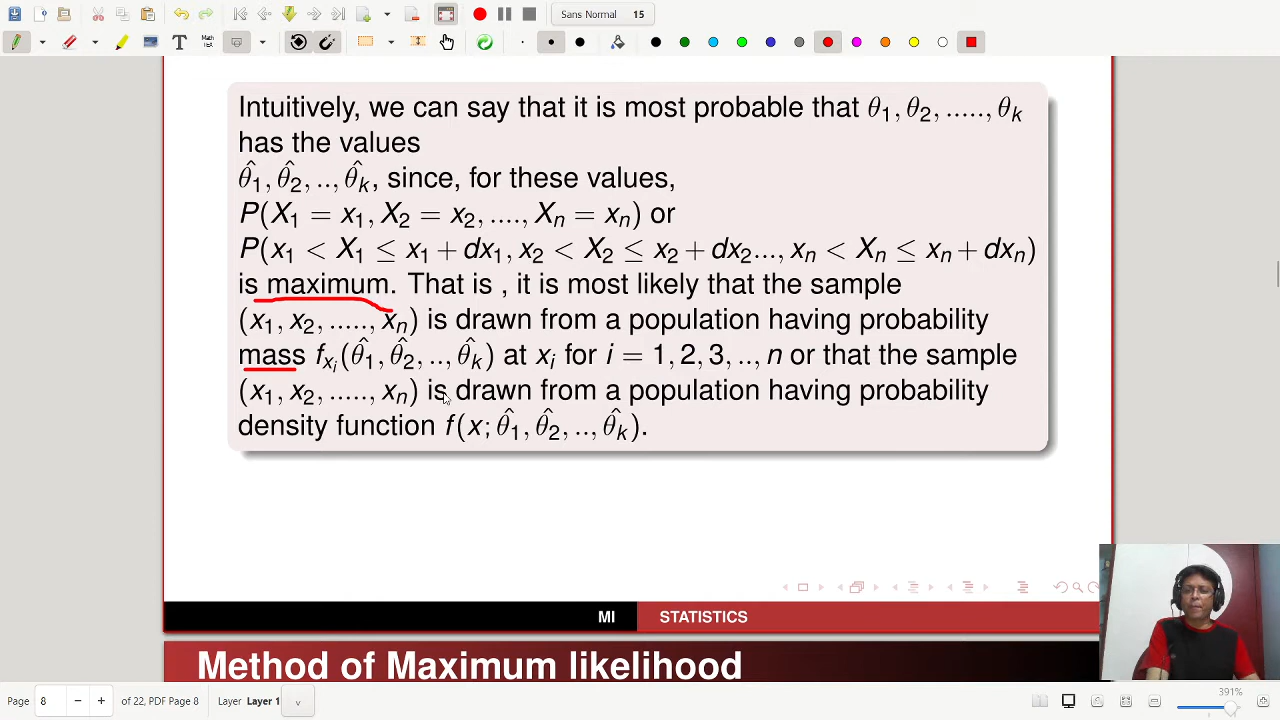 Sans Normal 15
Intuitively, we can say that it is most probable that θ₁, θ₂, ....., θₖ
has the values
θ̂₁, θ̂₂, .., θ̂ₖ, since, for these values,
P(X₁ = x₁, X₂ = x₂, ...., Xₙ = xₙ) or
P(x₁ < X₁ ≤ x₁ + dx₁, x₂ < X₂ ≤ x₂ + dx₂..., xₙ < Xₙ ≤ xₙ + dxₙ)
is maximum. That is , it is most likely that the sample
(x₁, x₂, ....., xₙ) is drawn from a population having probability
mass f_{xᵢ}(θ̂₁, θ̂₂, .., θ̂ₖ) at xᵢ for i = 1, 2, 3, .., n or that the sample
(x₁, x₂, ....., xₙ) is drawn from a population having probability
density function f(x; θ̂₁, θ̂₂, .., θ̂ₖ).
MI STATISTICS
Method of Maximum likelihood
Page 8 of 22, PDF Page 8 Layer Layer 1 391%